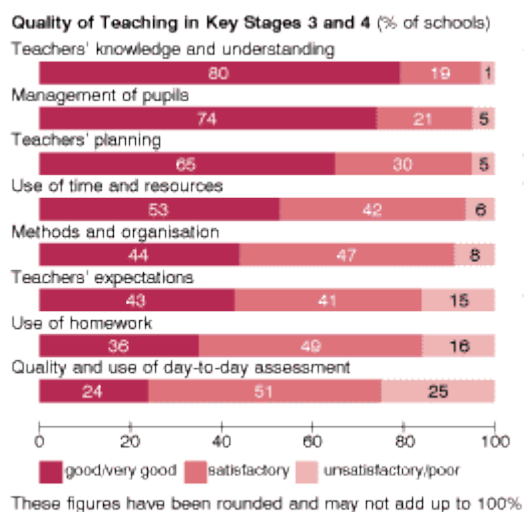 Quality of Teaching in Key Stages 3 and 4 (% of schools)
Teachers' knowledge and understanding
80 19 1
Management of pupils
74 21 5
Teachers' planning
65 30 5
Use of time and resources
53 42 6
Methods and organisation
44 47 8
Teachers' expectations
43 41 15
Use of homework
36 49 16
Quality and use of day-to-day assessment
24 51 25
0 20 40 60 80 100
good/very good satisfactory unsatisfactory/poor
These figures have been rounded and may not add up to 100%